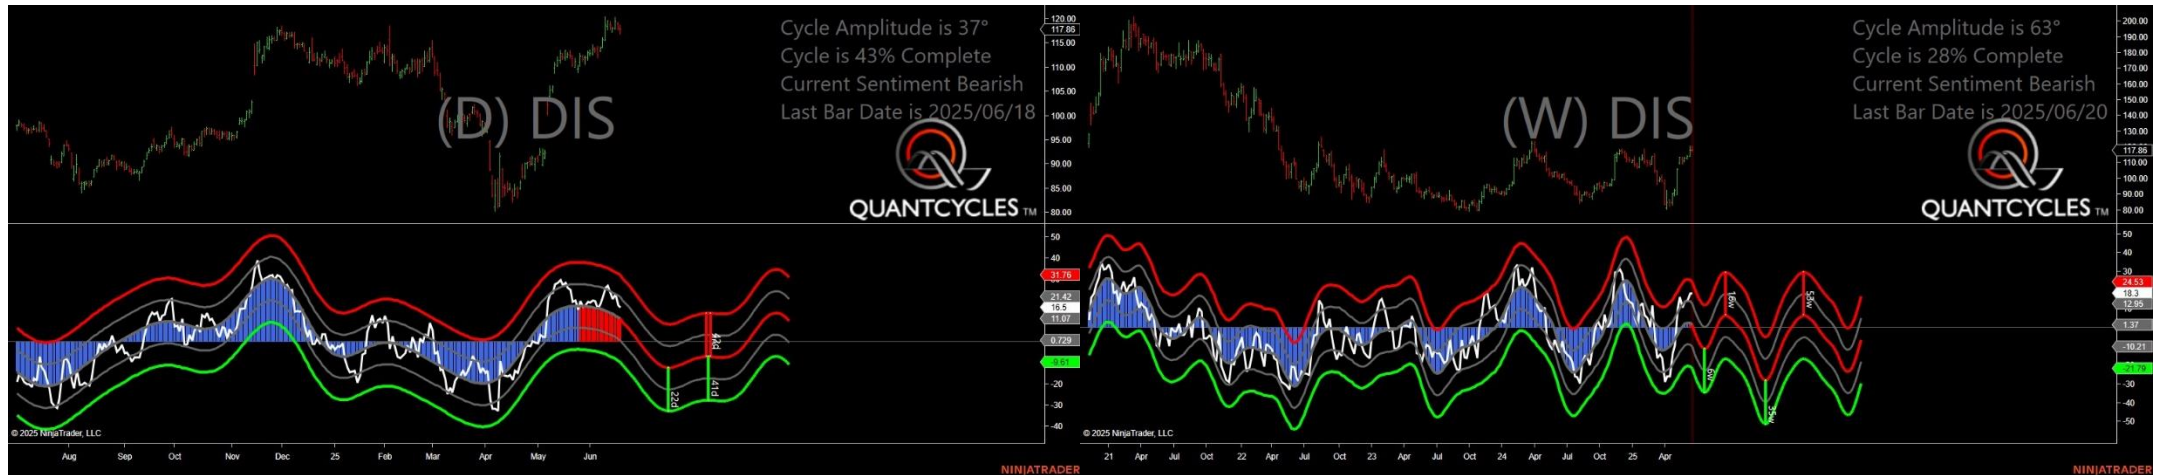 Cycle Amplitude is 37°
Cycle is 43% Complete
Current Sentiment Bearish
Last Bar Date is 2025/06/18
(D) DIS
QUANTCYCLES TM
120.00
117.86
115.00
110.00
105.00
100.00
95.00
90.00
85.00
80.00
50
40
31.76
21.42
16.5
11.07
0.729
-9.61
-20
-30
-40
22d
41d
© 2025 NinjaTrader, LLC
Aug Sep Oct Nov Dec 25 Feb Mar Apr May Jun
NINJATRADER
Cycle Amplitude is 63°
Cycle is 28% Complete
Current Sentiment Bearish
Last Bar Date is 2025/06/20
(W) DIS
QUANTCYCLES TM
200.00
190.00
180.00
170.00
160.00
150.00
140.00
130.00
117.86
110.00
100.00
90.00
80.00
50
40
30
24.53
18.3
12.95
1.37
-10.21
-21.79
-30
-40
-50
16w
53w
6w
35w
© 2025 NinjaTrader, LLC
21 Apr Jul Oct 22 Apr Jul Oct 23 Apr Jul Oct 24 Apr Jul Oct 25 Apr
NINJATRADER